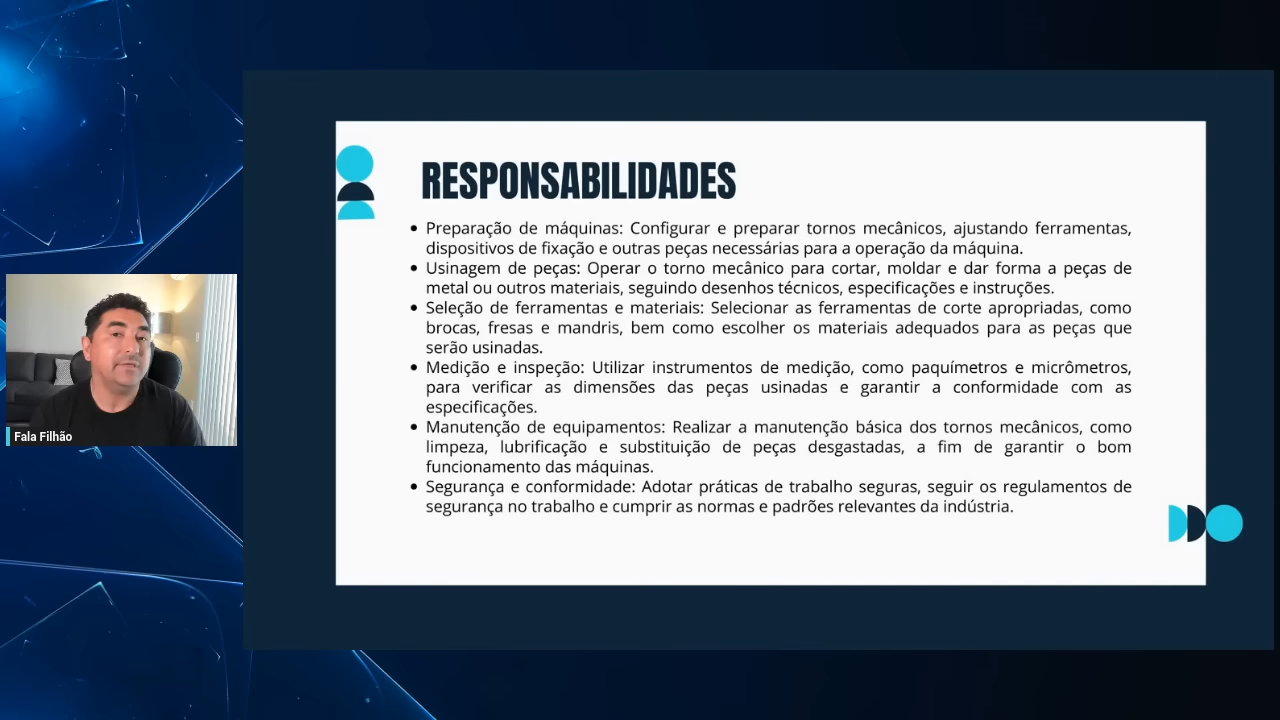 RESPONSABILIDADES
• Preparação de máquinas: Configurar e preparar tornos mecânicos, ajustando ferramentas,
dispositivos de fixação e outras peças necessárias para a operação da máquina.
• Usinagem de peças: Operar o torno mecânico para cortar, moldar e dar forma a peças de
metal ou outros materiais, seguindo desenhos técnicos, especificações e instruções.
• Seleção de ferramentas e materiais: Selecionar as ferramentas de corte apropriadas, como
brocas, fresas e mandris, bem como escolher os materiais adequados para as peças que
serão usinadas.
• Medição e inspeção: Utilizar instrumentos de medição, como paquímetros e micrômetros,
para verificar as dimensões das peças usinadas e garantir a conformidade com as
especificações.
• Manutenção de equipamentos: Realizar a manutenção básica dos tornos mecânicos, como
limpeza, lubrificação e substituição de peças desgastadas, a fim de garantir o bom
funcionamento das máquinas.
• Segurança e conformidade: Adotar práticas de trabalho seguras, seguir os regulamentos de
segurança no trabalho e cumprir as normas e padrões relevantes da indústria.
Fala Filhão